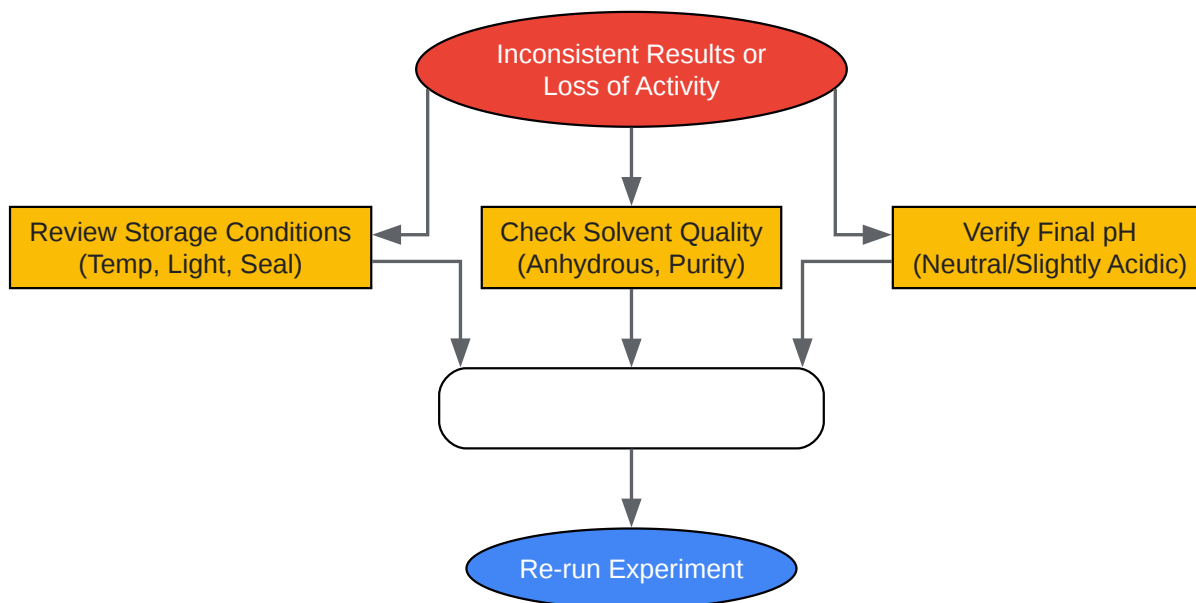 Inconsistent Results or
Loss of Activity
Review Storage Conditions
(Temp, Light, Seal)
Check Solvent Quality
(Anhydrous, Purity)
Verify Final pH
(Neutral/Slightly Acidic)
Re-run Experiment